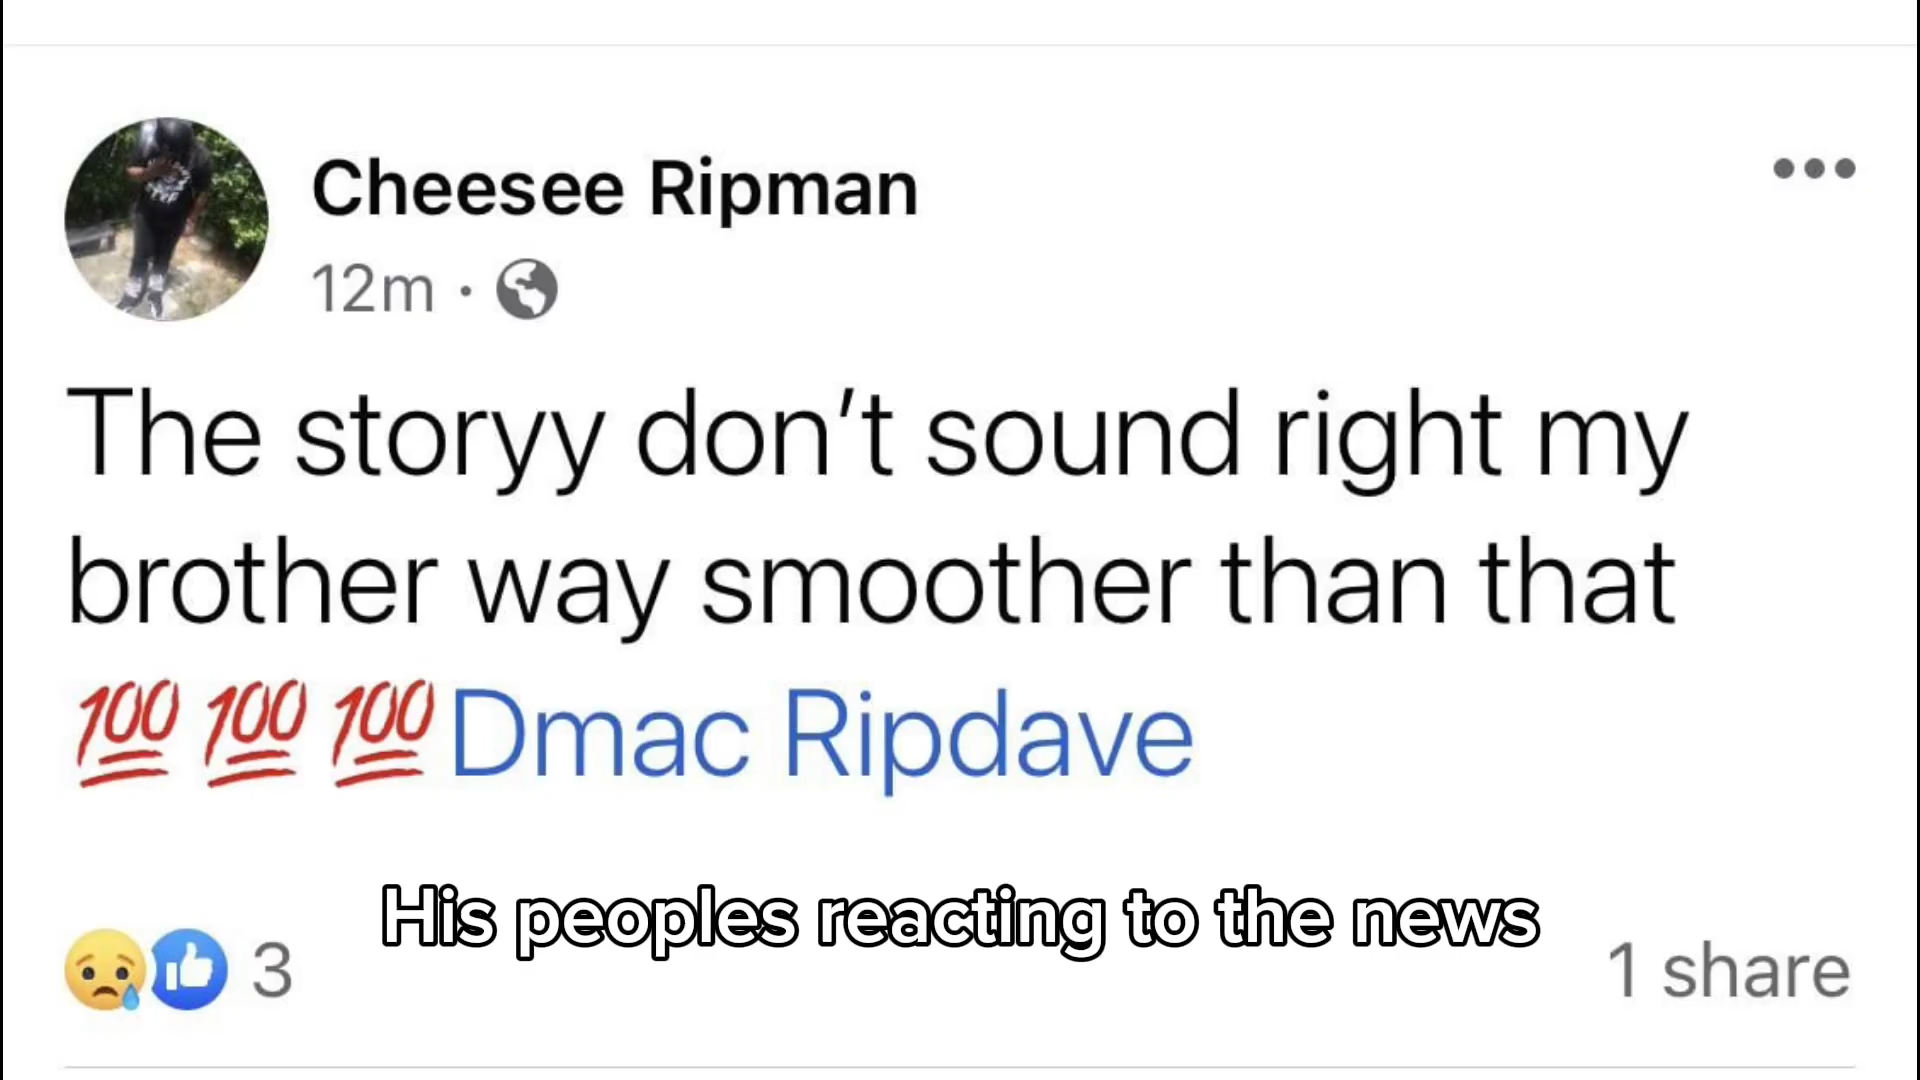 Cheesee Ripman
12m ·
The storyy don't sound right my
brother way smoother than that
💯💯💯Dmac Ripdave
His peoples reacting to the news
3
1 share